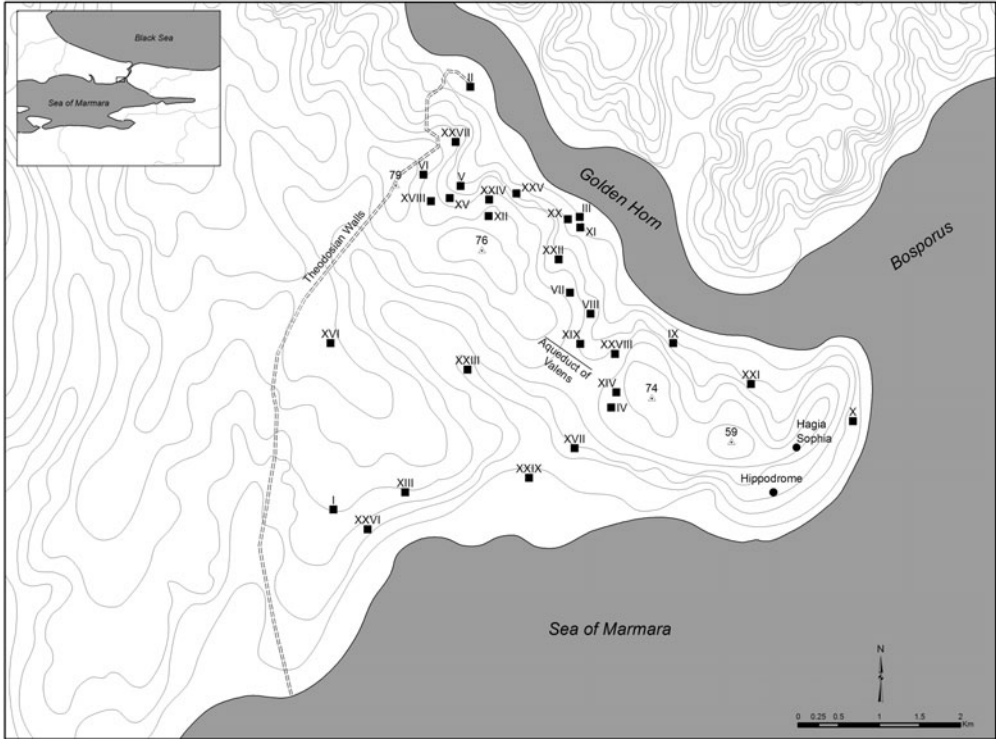 Black Sea
Sea of Marmara
II
XXVII
79
VI
V
XVIII
XV
XXIV
XXV
XII
XX
III
XI
76
XXII
VII
VIII
Golden Horn
Bosporus
Theodosian Walls
XVI
XXIII
XIX
XXVIII
IX
Aqueduct of
Valens
XIV
IV
74
XXI
59
X
Hagia
Sophia
Hippodrome
XVII
XXIX
XIII
I
XXVI
Sea of Marmara
N
0 0.25 0.5 1 1.5 2
Km